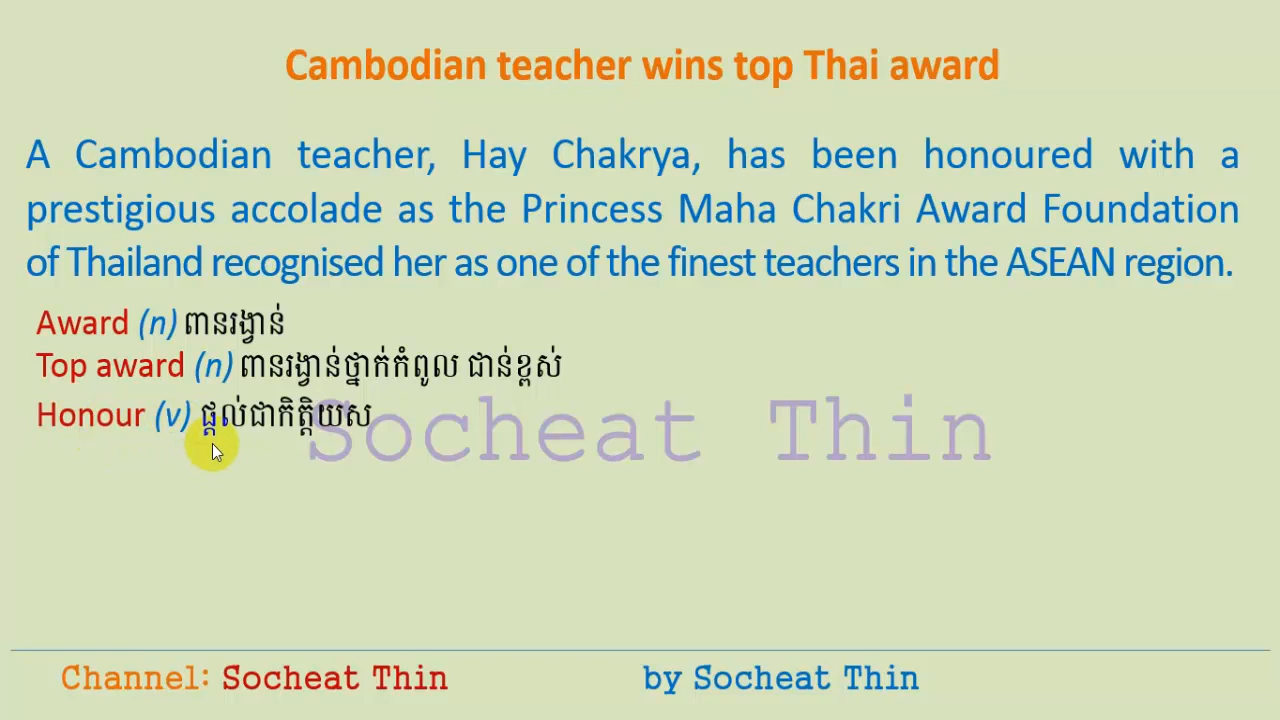 Cambodian teacher wins top Thai award
A Cambodian teacher, Hay Chakrya, has been honoured with a
prestigious accolade as the Princess Maha Chakri Award Foundation
of Thailand recognised her as one of the finest teachers in the ASEAN region.
Award (n) ពានរង្វាន់
Top award (n) ពានរង្វាន់ថ្នាក់កំពូល ជាន់ខ្ពស់
Honour (v) ផ្ដល់ជាកិត្តិយស
Socheat Thin
Channel: Socheat Thin by Socheat Thin